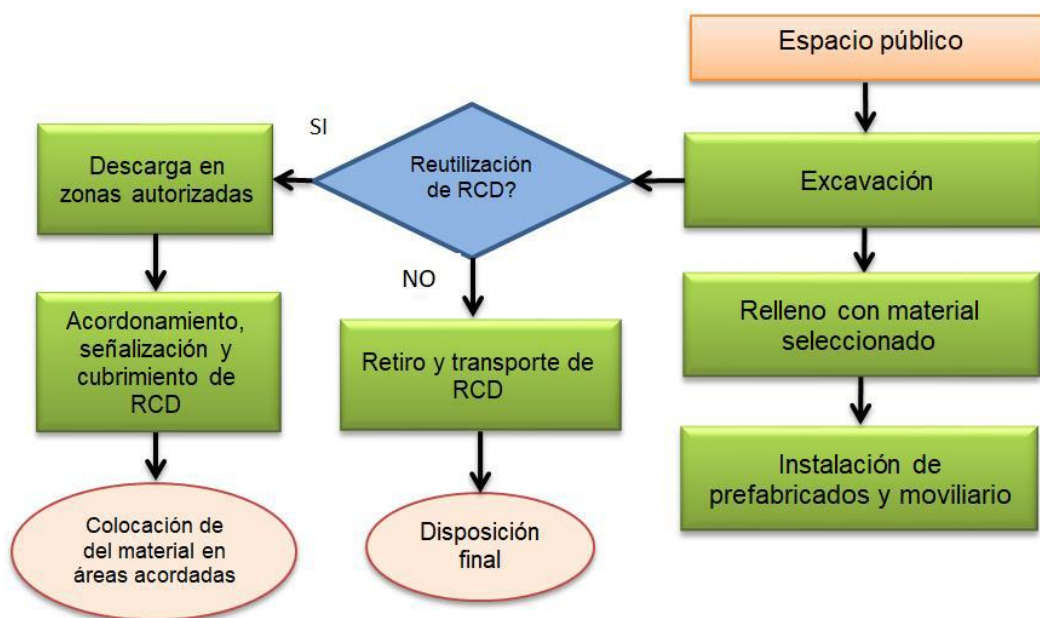 Espacio público
SI
Descarga en
zonas autorizadas
Reutilización
de RCD?
Excavación
NO
Acordonamiento,
señalización y
cubrimiento de
RCD
Retiro y transporte de
RCD
Relleno con material
seleccionado
Instalación de
prefabricados y moviliario
Colocación de
del material en
áreas acordadas
Disposición
final